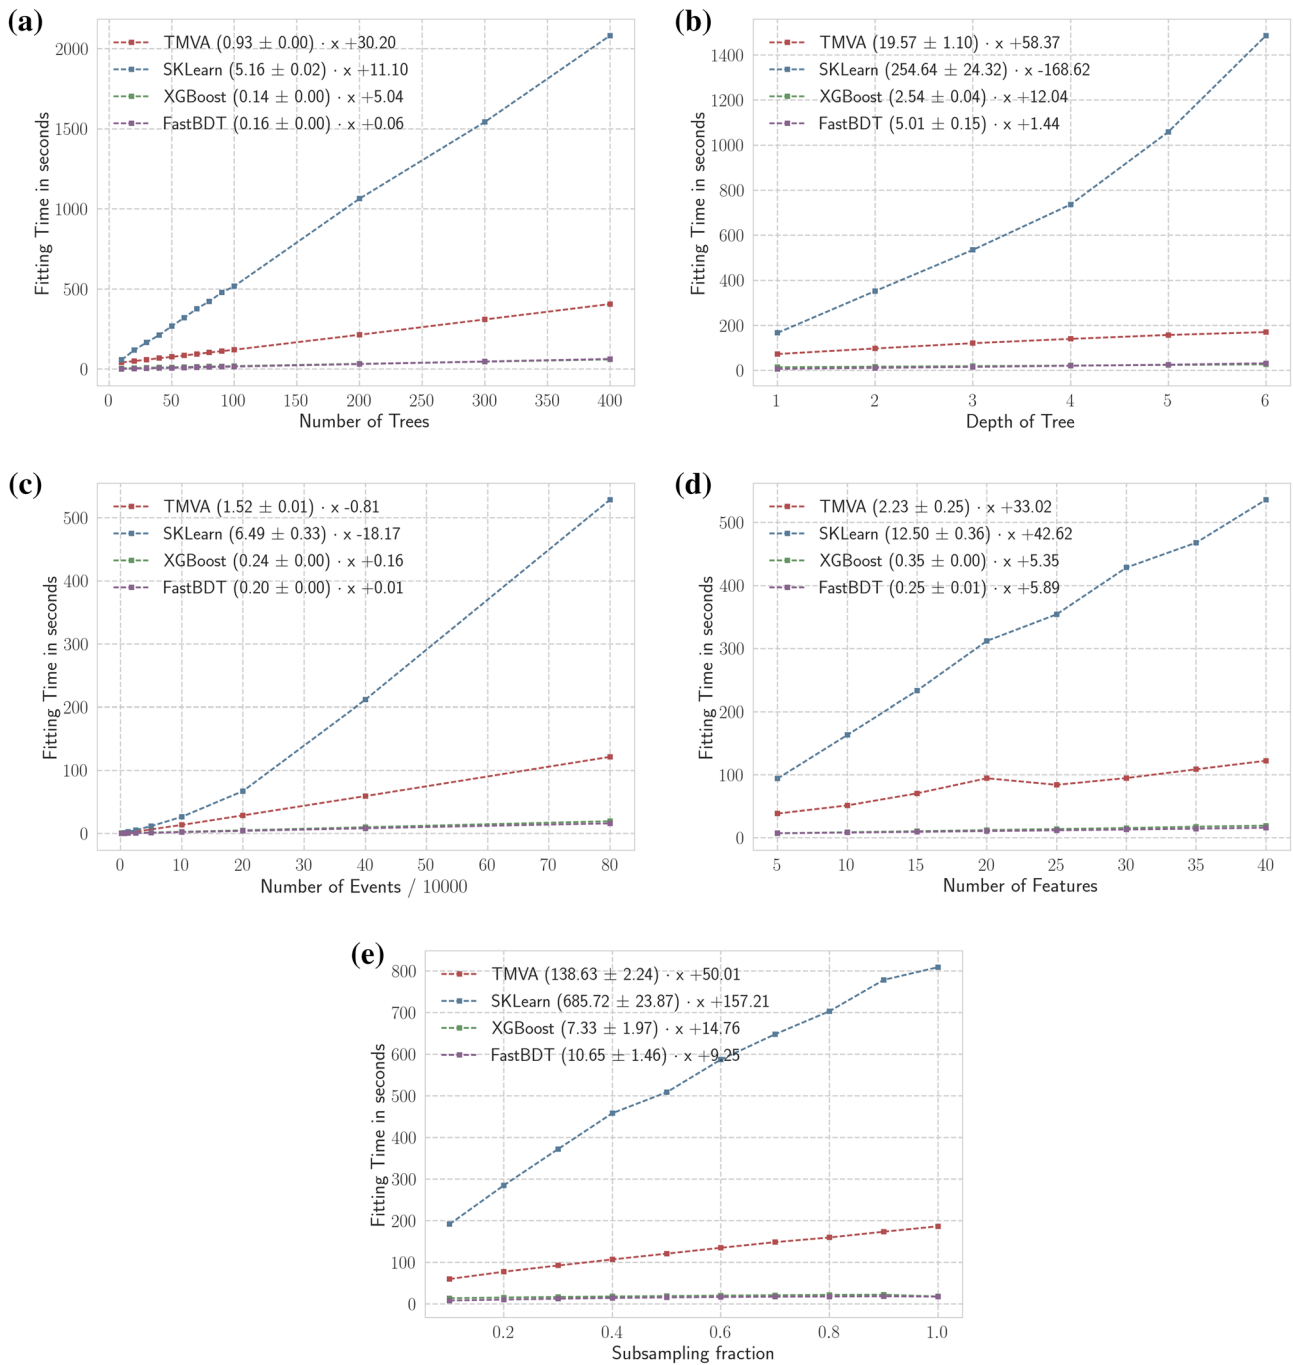 (a)
TMVA (0.93 ± 0.00) · x +30.20
SKLearn (5.16 ± 0.02) · x +11.10
XGBoost (0.14 ± 0.00) · x +5.04
FastBDT (0.16 ± 0.00) · x +0.06
Fitting Time in seconds
2000
1500
1000
500
0
0 50 100 150 200 250 300 350 400
Number of Trees
(b)
TMVA (19.57 ± 1.10) · x +58.37
SKLearn (254.64 ± 24.32) · x -168.62
XGBoost (2.54 ± 0.04) · x +12.04
FastBDT (5.01 ± 0.15) · x +1.44
Fitting Time in seconds
1400
1200
1000
800
600
400
200
0
1 2 3 4 5 6
Depth of Tree
(c)
TMVA (1.52 ± 0.01) · x -0.81
SKLearn (6.49 ± 0.33) · x -18.17
XGBoost (0.24 ± 0.00) · x +0.16
FastBDT (0.20 ± 0.00) · x +0.01
Fitting Time in seconds
500
400
300
200
100
0
0 10 20 30 40 50 60 70 80
Number of Events / 10000
(d)
TMVA (2.23 ± 0.25) · x +33.02
SKLearn (12.50 ± 0.36) · x +42.62
XGBoost (0.35 ± 0.00) · x +5.35
FastBDT (0.25 ± 0.01) · x +5.89
Fitting Time in seconds
500
400
300
200
100
0
5 10 15 20 25 30 35 40
Number of Features
(e)
TMVA (138.63 ± 2.24) · x +50.01
SKLearn (685.72 ± 23.87) · x +157.21
XGBoost (7.33 ± 1.97) · x +14.76
FastBDT (10.65 ± 1.46) · x +9.25
Fitting Time in seconds
800
700
600
500
400
300
200
100
0
0.2 0.4 0.6 0.8 1.0
Subsampling fraction